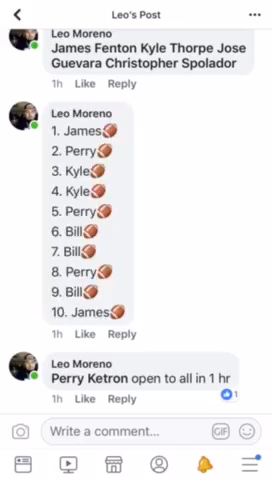 Leo's Post
Leo Moreno
James Fenton Kyle Thorpe Jose
Guevara Christopher Spolador
1h Like Reply
Leo Moreno
1. James🏈
2. Perry🏈
3. Kyle🏈
4. Kyle🏈
5. Perry🏈
6. Bill🏈
7. Bill🏈
8. Perry🏈
9. Bill🏈
10. James🏈
1h Like Reply
Leo Moreno
Perry Ketron open to all in 1 hr
1h Like Reply 1
Write a comment... GIF